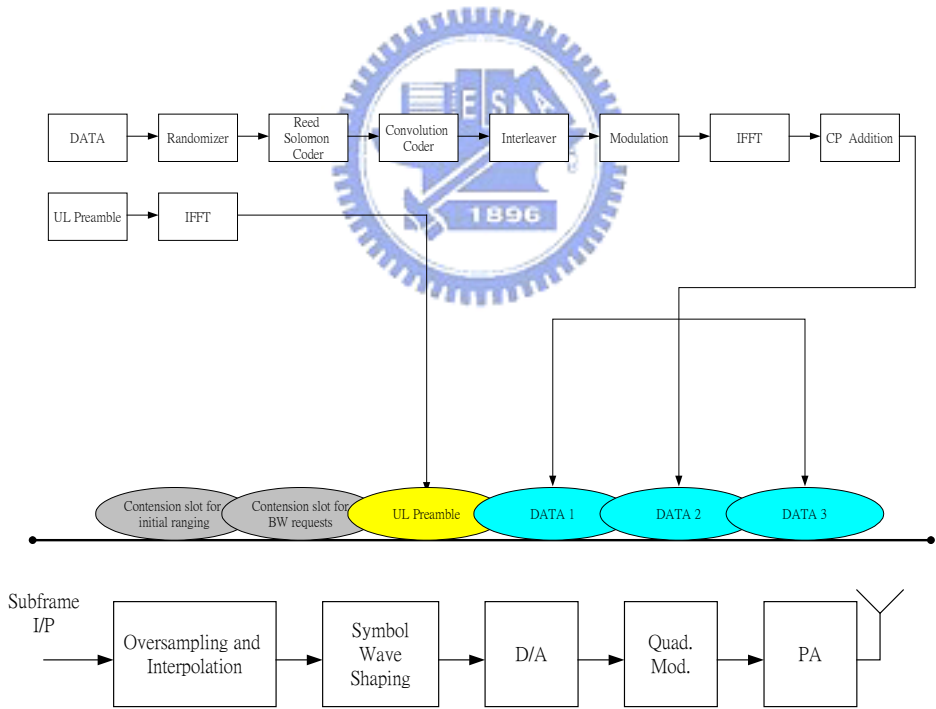 DATA
Randomizer
Reed
Solomon
Coder
Convolution
Coder
Interleaver
Modulation
IFFT
CP Addition
UL Preamble
IFFT
E S A
1896
Contension slot for
initial ranging
Contension slot for
BW requests
UL Preamble
DATA 1
DATA 2
DATA 3
Subframe
I/P
Oversampling and
Interpolation
Symbol
Wave
Shaping
D/A
Quad.
Mod.
PA